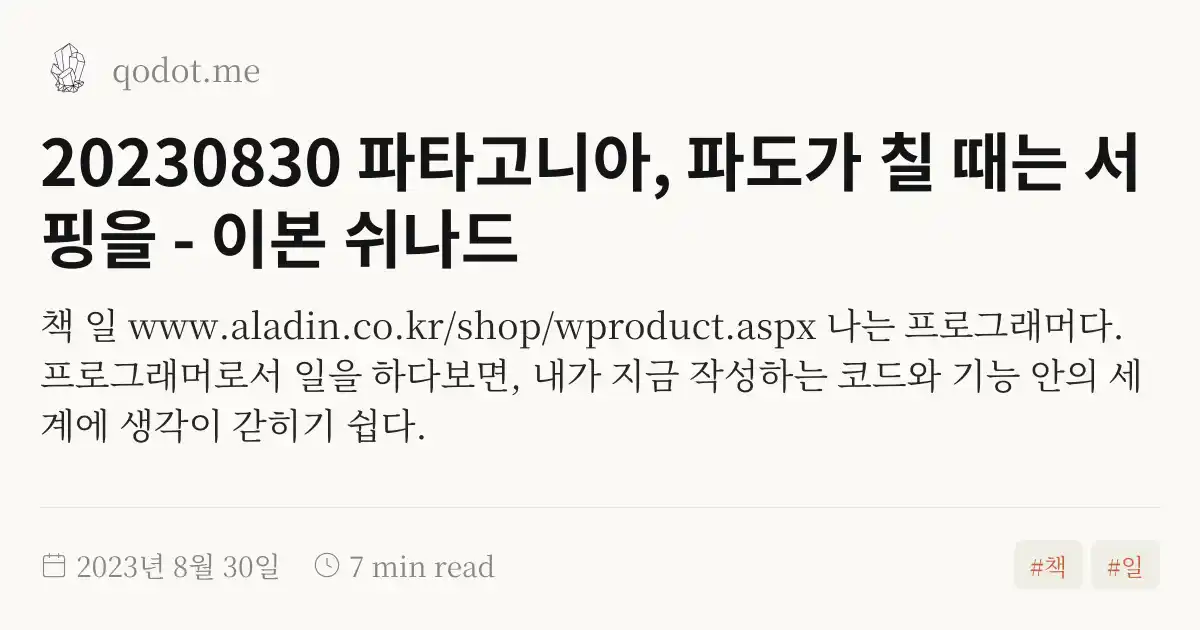 qodot.me
20230830 파타고니아, 파도가 칠 때는 서
핑을 - 이본 쉬나드
책 일 www.aladin.co.kr/shop/wproduct.aspx 나는 프로그래머다.
프로그래머로서 일을 하다보면, 내가 지금 작성하는 코드와 기능 안의 세
계에 생각이 갇히기 쉽다.
2023년 8월 30일 7 min read #책 #일